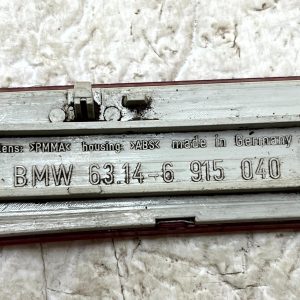 lens: >PMMA< housing: >ABS< made in Germany
BMW 63.14-6 915 040